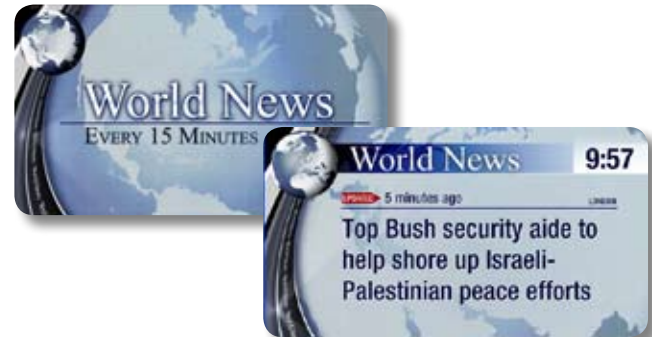 World News
EVERY 15 MINUTES
World News 9:57
UPDATED 5 minutes ago
Top Bush security aide to
help shore up Israeli-
Palestinian peace efforts